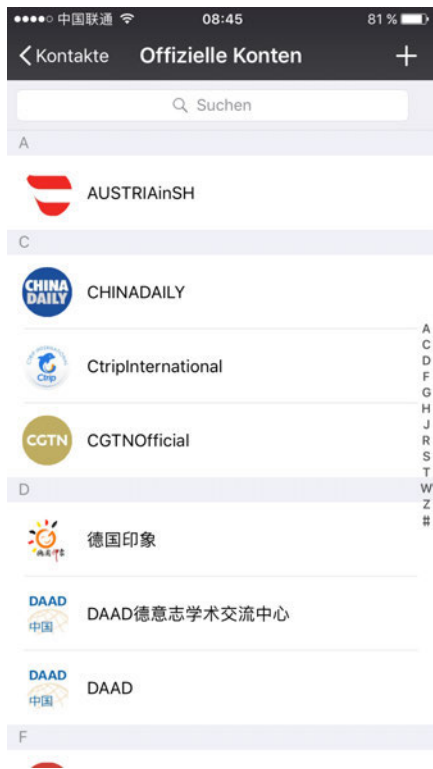 中国联通 08:45 81 %
Kontakte Offizielle Konten +
Suchen
A
AUSTRIAinSH
C
CHINA
DAILY
CHINADAILY
Ctrip
CtripInternational
CGTN
CGTNOfficial
D
德国印象
DAAD
中国
DAAD德意志学术交流中心
DAAD
中国
DAAD
F
A
C
D
F
G
H
J
R
S
T
W
Z
#